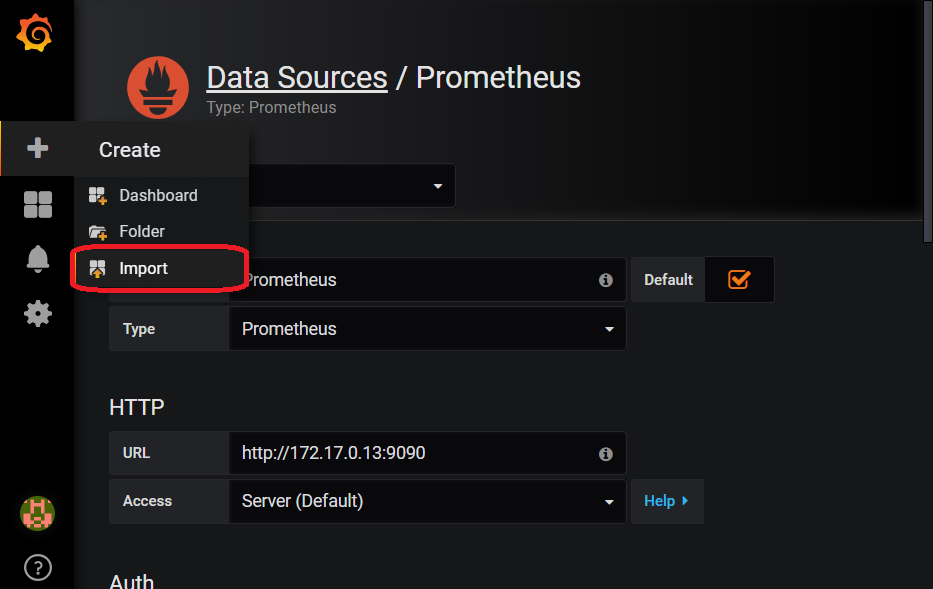 Data Sources / Prometheus
Type: Prometheus
Create
Dashboard
Folder
Import
Prometheus
Default
Type
Prometheus
HTTP
URL
http://172.17.0.13:9090
Access
Server (Default)
Help
Auth
?